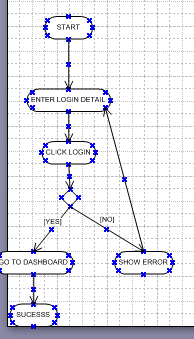 START
ENTER LOGIN DETAIL
CLICK LOGIN
[YES]
[NO]
GO TO DASHBOARD
SHOW ERROR
SUCESSS